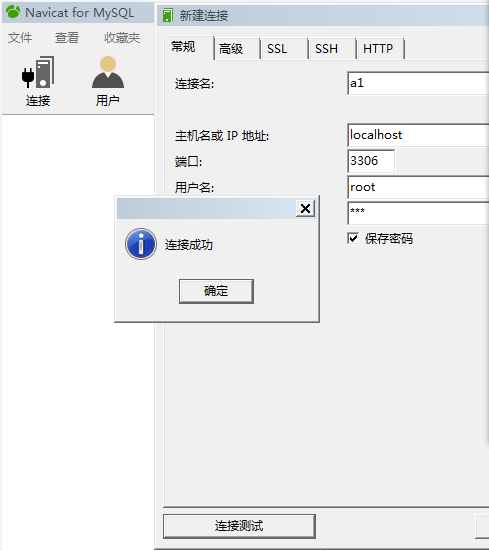 Navicat for MySQL
文件 查看 收藏夹
连接 用户
新建连接
常规 高级 SSL SSH HTTP
连接名: a1
主机名或 IP 地址: localhost
端口: 3306
用户名: root
***
保存密码
连接成功
确定
连接测试